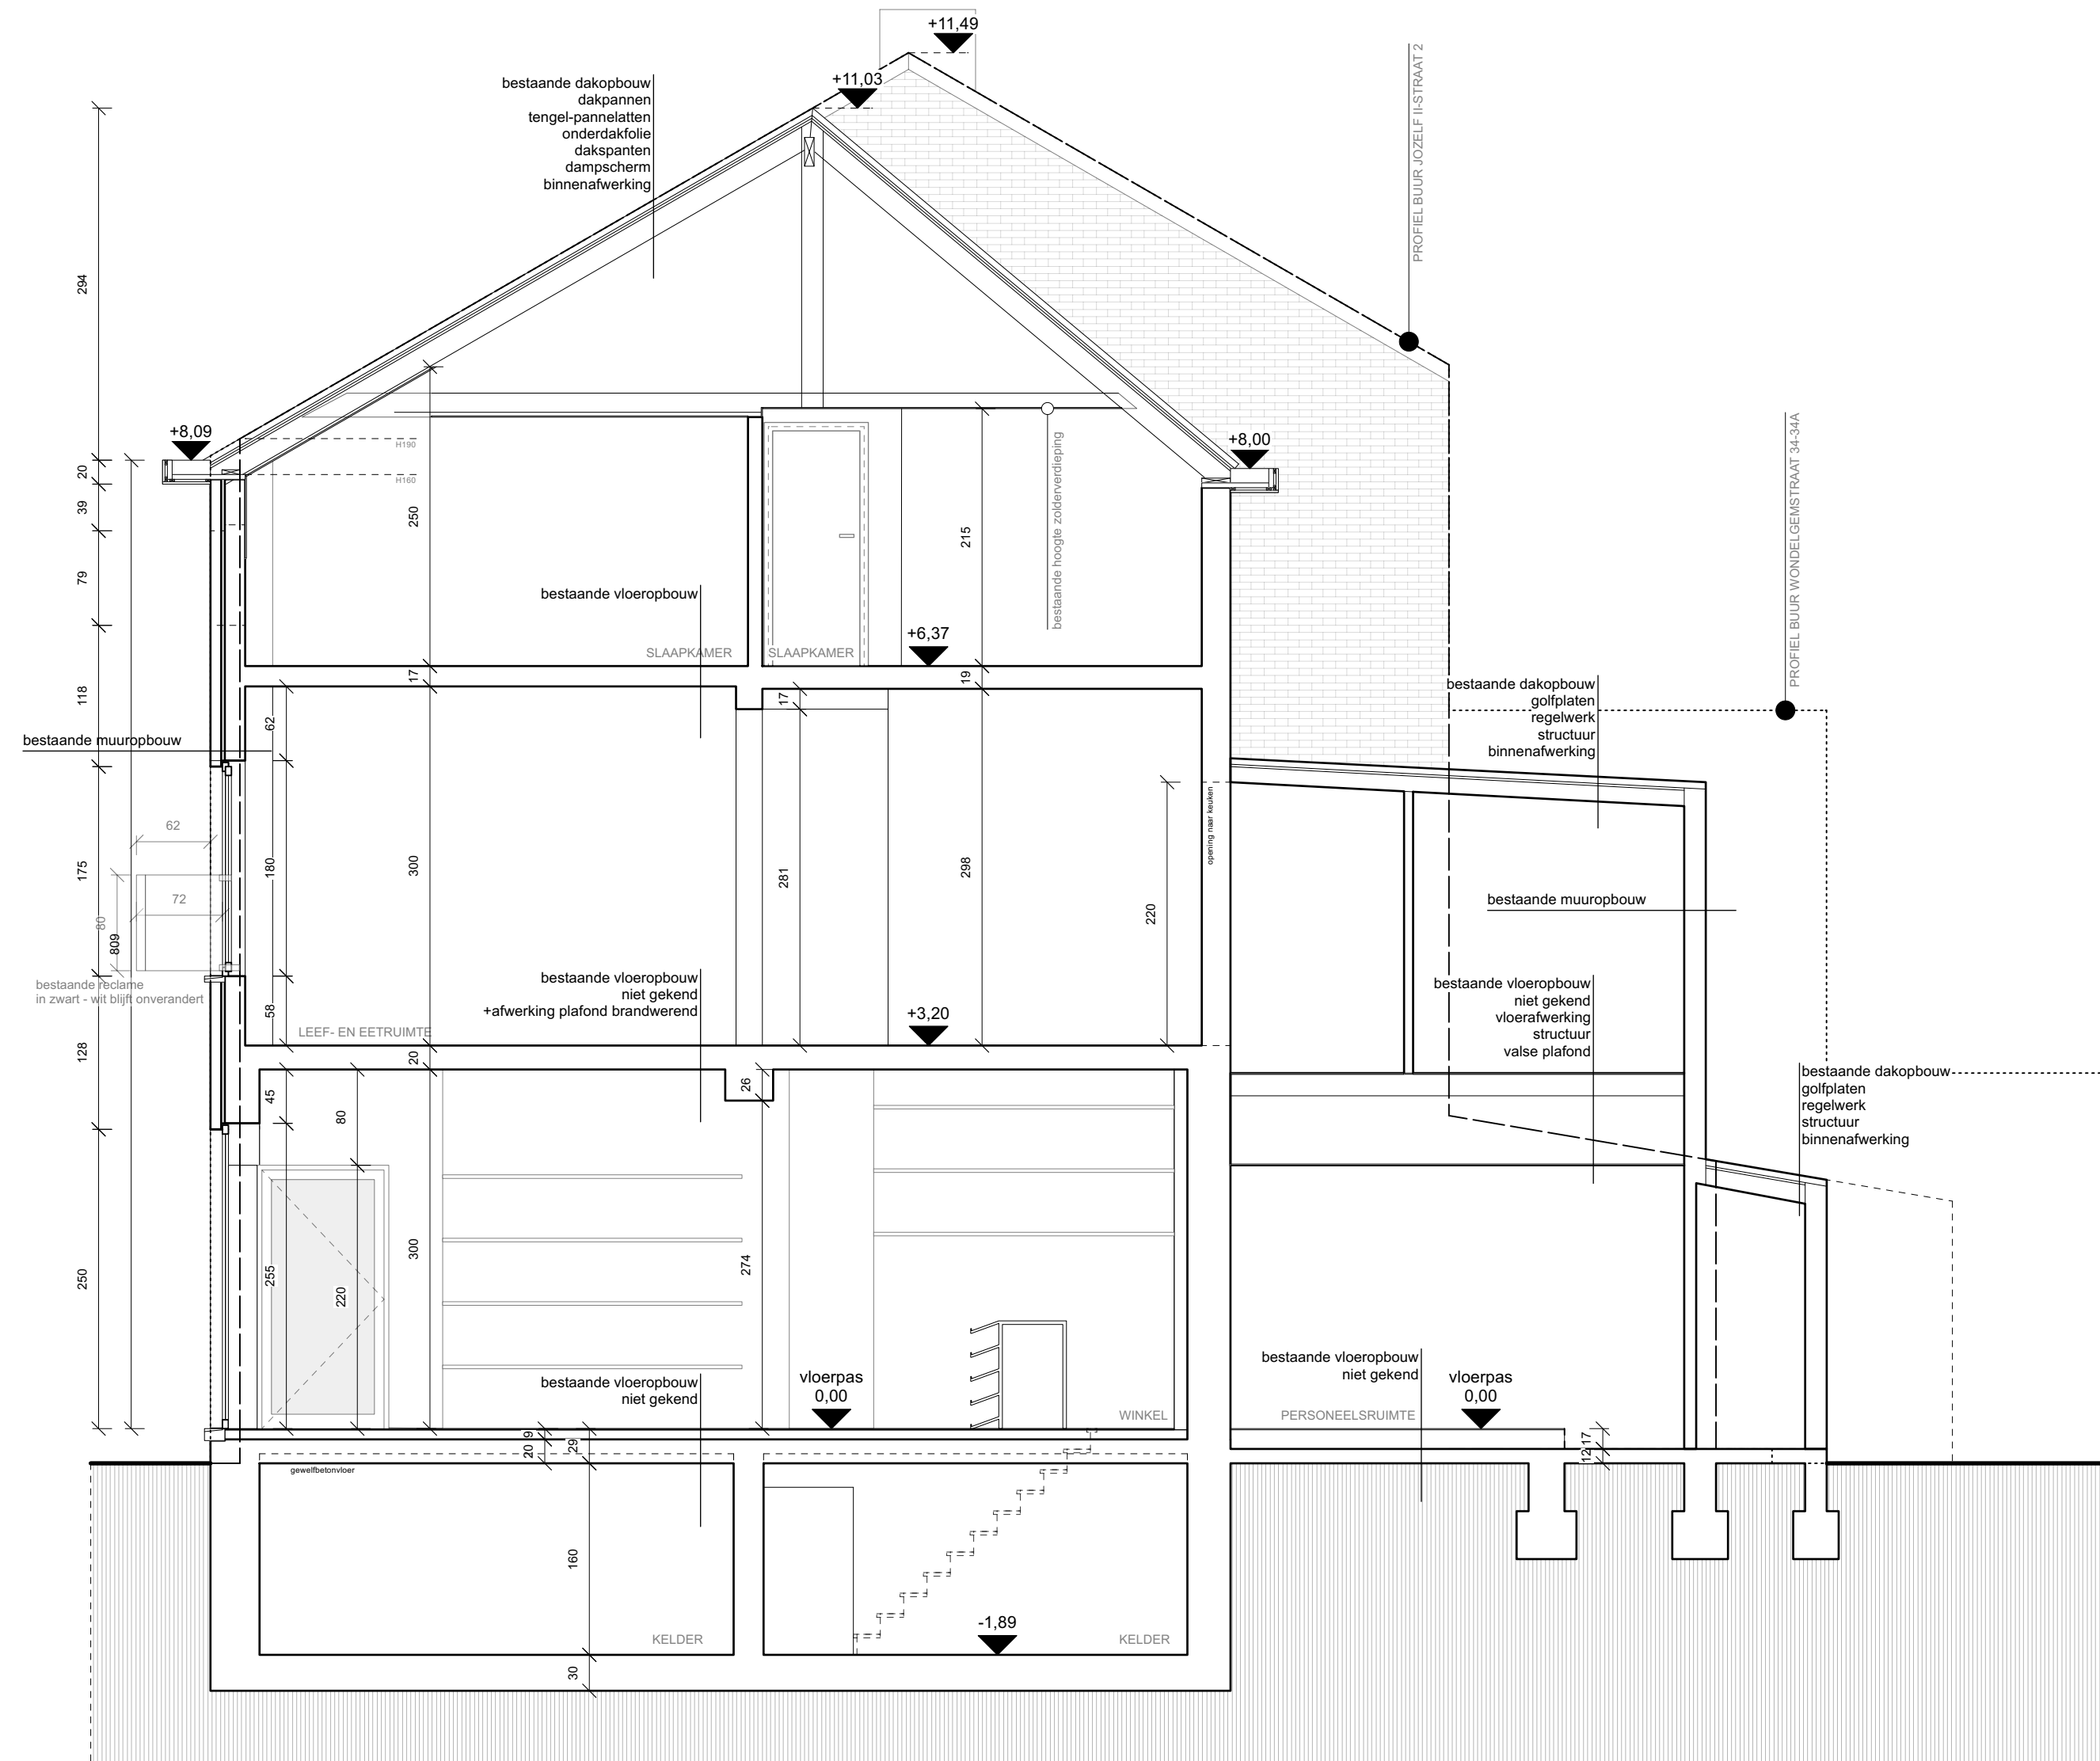 +11,49
+11,03
bestaande dakopbouw
dakpannen
tengel-pannelatten
onderdakfolie
dakspanten
dampscherm
binnenafwerking
PROFIEL BUUR JOZELF II-STRAAT 2
294
+8,09
+8,00
H190
H160
20
39
250
215
bestaande hoogte zolderverdieping
PROFIEL BUUR WONDELGEMSTRAAT 34-34A
79
bestaande vloeropbouw
+6,37
SLAAPKAMER
SLAAPKAMER
17
19
118
62
17
bestaande dakopbouw
golfplaten
regelwerk
structuur
binnenafwerking
bestaande muuropbouw
opening naar keuken
62
175
180
300
281
298
220
72
80
809
bestaande muuropbouw
bestaande reclame
in zwart - wit blijft onverandert
bestaande vloeropbouw
niet gekend
+afwerking plafond brandwerend
bestaande vloeropbouw
niet gekend
vloerafwerking
structuur
valse plafond
58
+3,20
LEEF- EN EETRUIMTE
128
20
bestaande dakopbouw
golfplaten
regelwerk
structuur
binnenafwerking
45
80
26
250
255
220
300
274
bestaande vloeropbouw
niet gekend
vloerpas
0,00
WINKEL
bestaande vloeropbouw
niet gekend
vloerpas
0,00
PERSONEELSRUIMTE
9
20
29
17
12
gewelfbetonvloer
160
-1,89
KELDER
KELDER
30